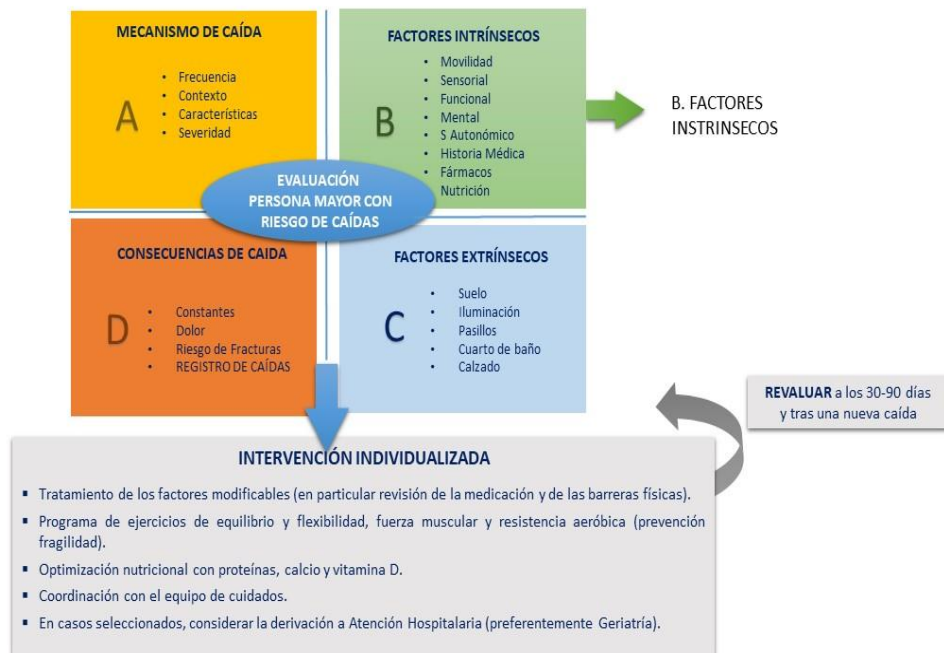 MECANISMO DE CAÍDA
A
• Frecuencia
• Contexto
• Características
• Severidad
FACTORES INTRÍNSECOS
B
• Movilidad
• Sensorial
• Funcional
• Mental
• S Autonómico
• Historia Médica
• Fármacos
Nutrición
B. FACTORES
INSTRINSECOS
EVALUACIÓN
PERSONA MAYOR CON
RIESGO DE CAÍDAS
CONSECUENCIAS DE CAIDA
D
• Constantes
• Dolor
• Riesgo de Fracturas
• REGISTRO DE CAÍDAS
FACTORES EXTRÍNSECOS
C
• Suelo
• Iluminación
• Pasillos
• Cuarto de baño
• Calzado
REVALUAR a los 30-90 días
y tras una nueva caída
INTERVENCIÓN INDIVIDUALIZADA
▪ Tratamiento de los factores modificables (en particular revisión de la medicación y de las barreras físicas).
▪ Programa de ejercicios de equilibrio y flexibilidad, fuerza muscular y resistencia aeróbica (prevención
fragilidad).
▪ Optimización nutricional con proteínas, calcio y vitamina D.
▪ Coordinación con el equipo de cuidados.
▪ En casos seleccionados, considerar la derivación a Atención Hospitalaria (preferentemente Geriatría).